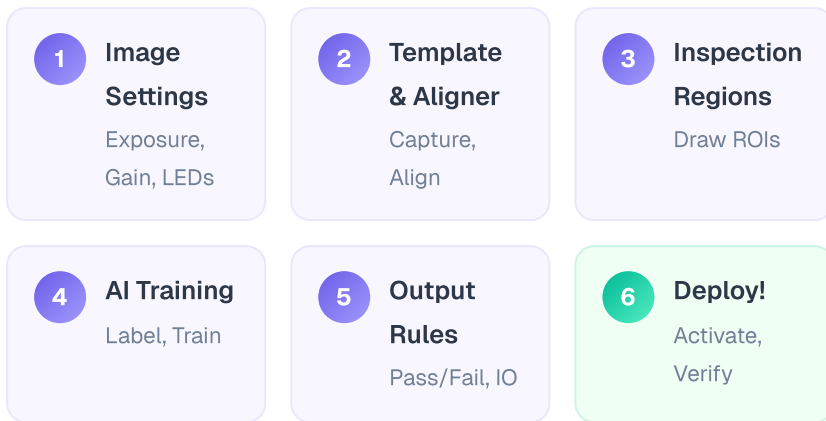 1
Image
Settings
Exposure,
Gain, LEDs
2
Template
& Aligner
Capture,
Align
3
Inspection
Regions
Draw ROIs
4
AI Training
Label, Train
5
Output
Rules
Pass/Fail, IO
6
Deploy!
Activate,
Verify